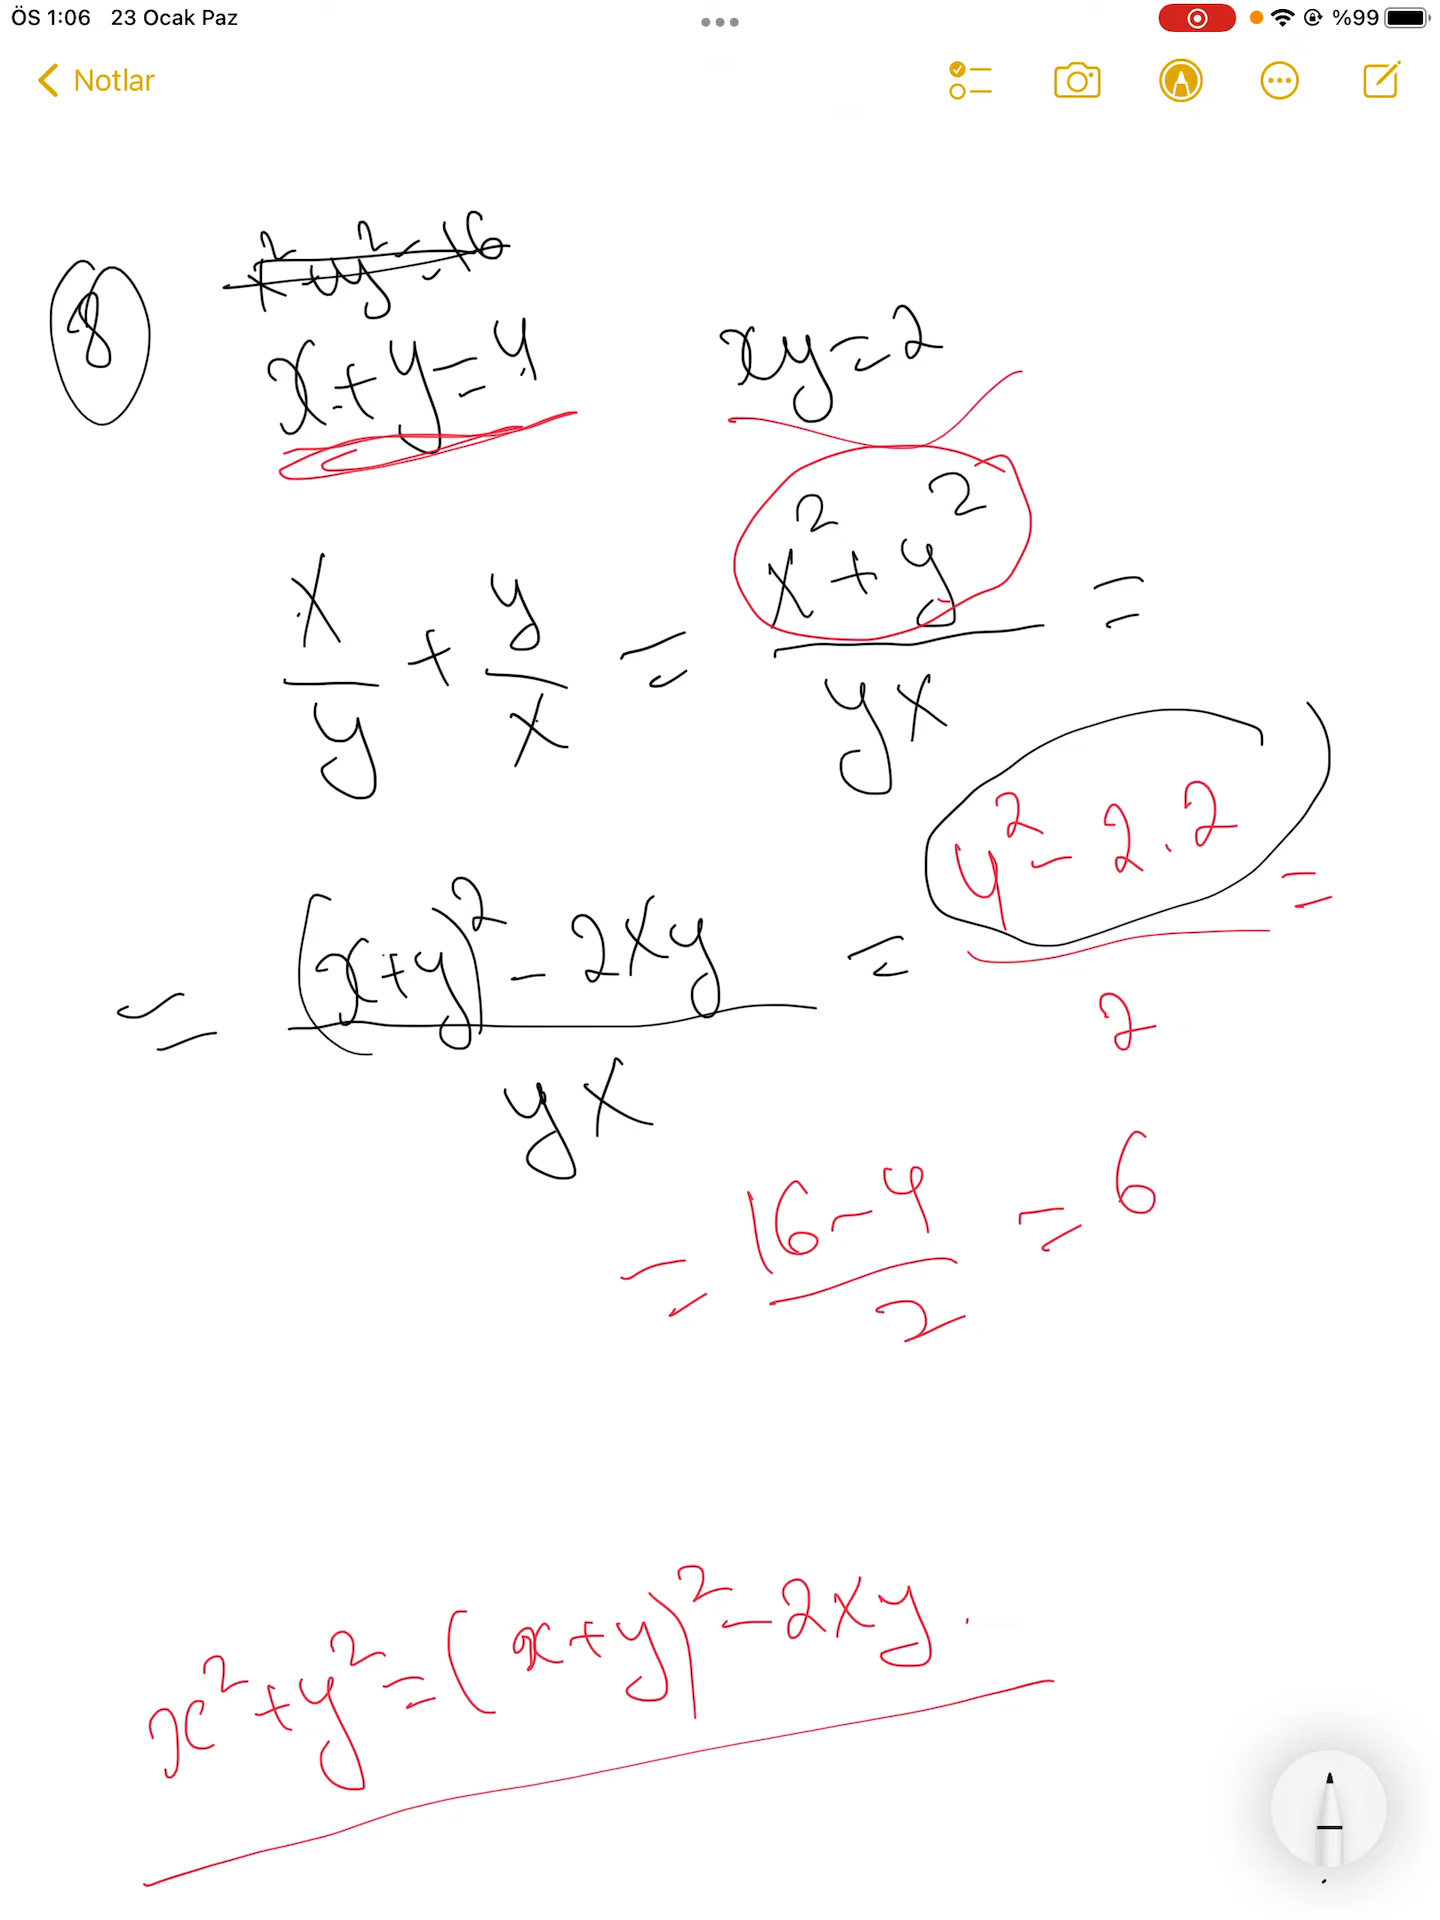 ÖS 1:06 23 Ocak Paz %99
Notlar
8
x² + y² = 16
x + y = 4 xy = 2
x/y + y/x = (x² + y²)/(yx) =
= ((x+y)² - 2xy)/(yx) = (4² - 2.2)/2 =
= (16 - 4)/2 = 6
x² + y² = (x+y)² - 2xy.